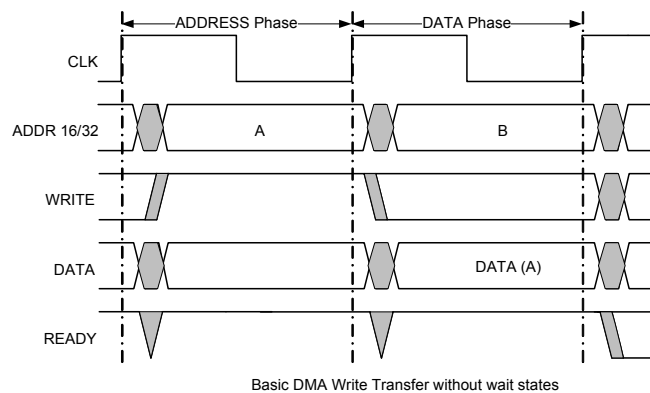 ADDRESS Phase DATA Phase
CLK
ADDR 16/32 A B
WRITE
DATA DATA (A)
READY
Basic DMA Write Transfer without wait states